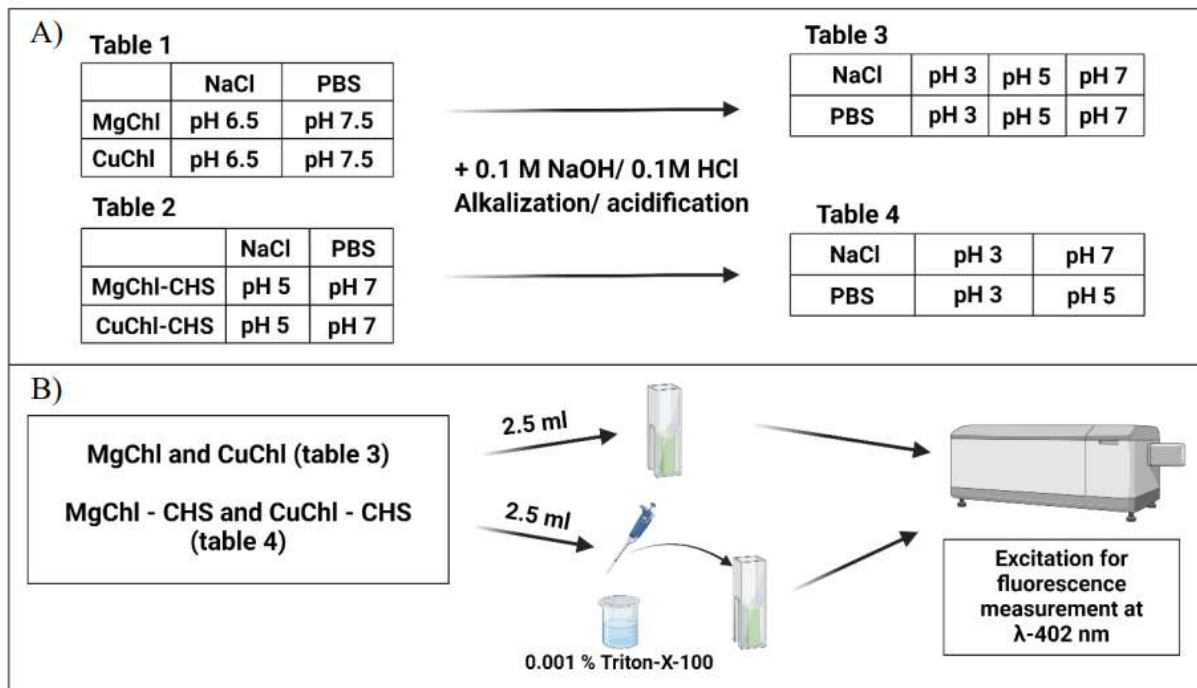 A)
Table 1
NaCl PBS
MgChl pH 6.5 pH 7.5
CuChl pH 6.5 pH 7.5
Table 2
NaCl PBS
MgChl-CHS pH 5 pH 7
CuChl-CHS pH 5 pH 7
+ 0.1 M NaOH/ 0.1M HCl
Alkalization/ acidification
Table 3
NaCl pH 3 pH 5 pH 7
PBS pH 3 pH 5 pH 7
Table 4
NaCl pH 3 pH 7
PBS pH 3 pH 5
B)
MgChl and CuChl (table 3)
MgChl - CHS and CuChl - CHS
(table 4)
2.5 ml
2.5 ml
0.001 % Triton-X-100
Excitation for
fluorescence
measurement at
λ-402 nm